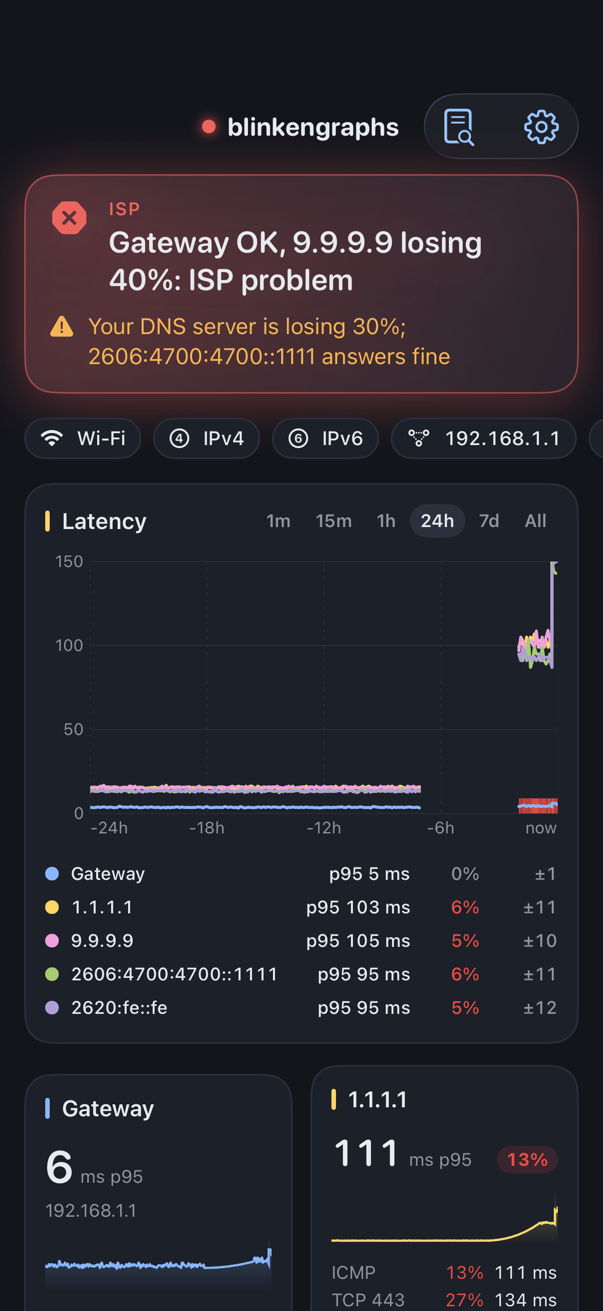 blinkengraphs
ISP
Gateway OK, 9.9.9.9 losing
40%: ISP problem
Your DNS server is losing 30%;
2606:4700:4700::1111 answers fine
Wi-Fi
4 IPv4
6 IPv6
192.168.1.1
Latency
1m 15m 1h 24h 7d All
150
100
50
0
-24h -18h -12h -6h now
Gateway p95 5 ms 0% ±1
1.1.1.1 p95 103 ms 6% ±11
9.9.9.9 p95 105 ms 5% ±10
2606:4700:4700::1111 p95 95 ms 6% ±11
2620:fe::fe p95 95 ms 5% ±12
Gateway
6 ms p95
192.168.1.1
1.1.1.1
111 ms p95 13%
ICMP 13% 111 ms
TCP 443 27% 134 ms